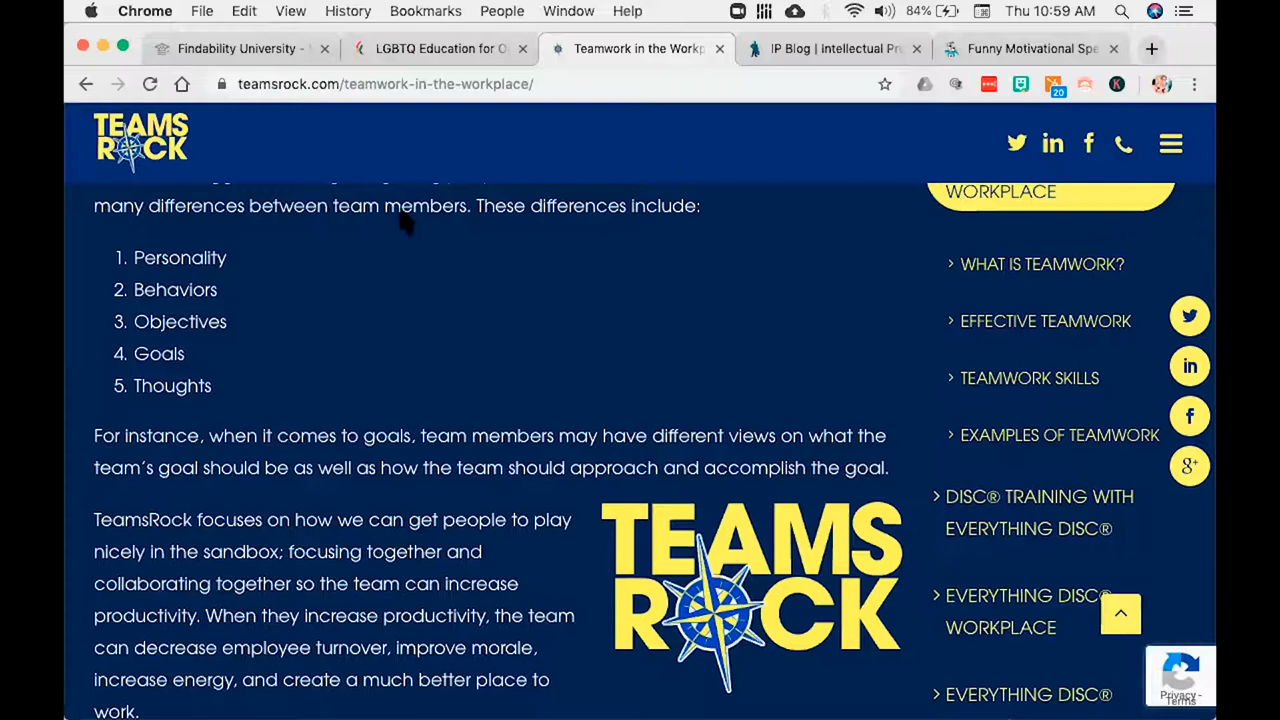 Chrome File Edit View History Bookmarks People Window Help 84% Thu 10:59 AM
Findability University - LGBTQ Education for O Teamwork in the Workp IP Blog | Intellectual Pr Funny Motivational Spe
teamsrock.com/teamwork-in-the-workplace/
20
K
TEAMS
ROCK
many differences between team members. These differences include:
1. Personality
2. Behaviors
3. Objectives
4. Goals
5. Thoughts
For instance, when it comes to goals, team members may have different views on what the
team's goal should be as well as how the team should approach and accomplish the goal.
TeamsRock focuses on how we can get people to play
nicely in the sandbox; focusing together and
collaborating together so the team can increase
productivity. When they increase productivity, the team
can decrease employee turnover, improve morale,
increase energy, and create a much better place to
work.
TEAMS
ROCK
WORKPLACE
WHAT IS TEAMWORK?
EFFECTIVE TEAMWORK
TEAMWORK SKILLS
EXAMPLES OF TEAMWORK
DISC® TRAINING WITH
EVERYTHING DISC®
EVERYTHING DISC®
WORKPLACE
EVERYTHING DISC®
Privacy -
Terms